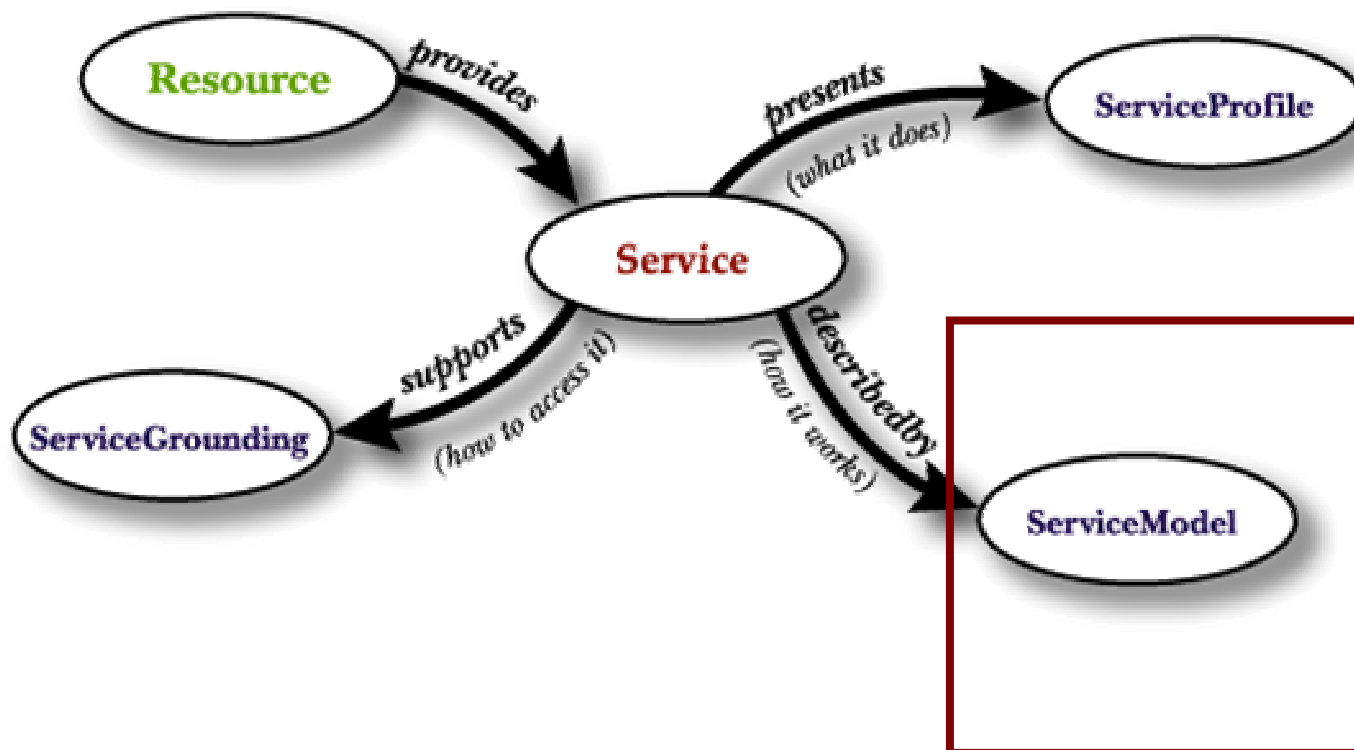 Resource
provides
presents
(what it does)
ServiceProfile
Service
supports
(how to access it)
describedby
(how it works)
ServiceGrounding
ServiceModel